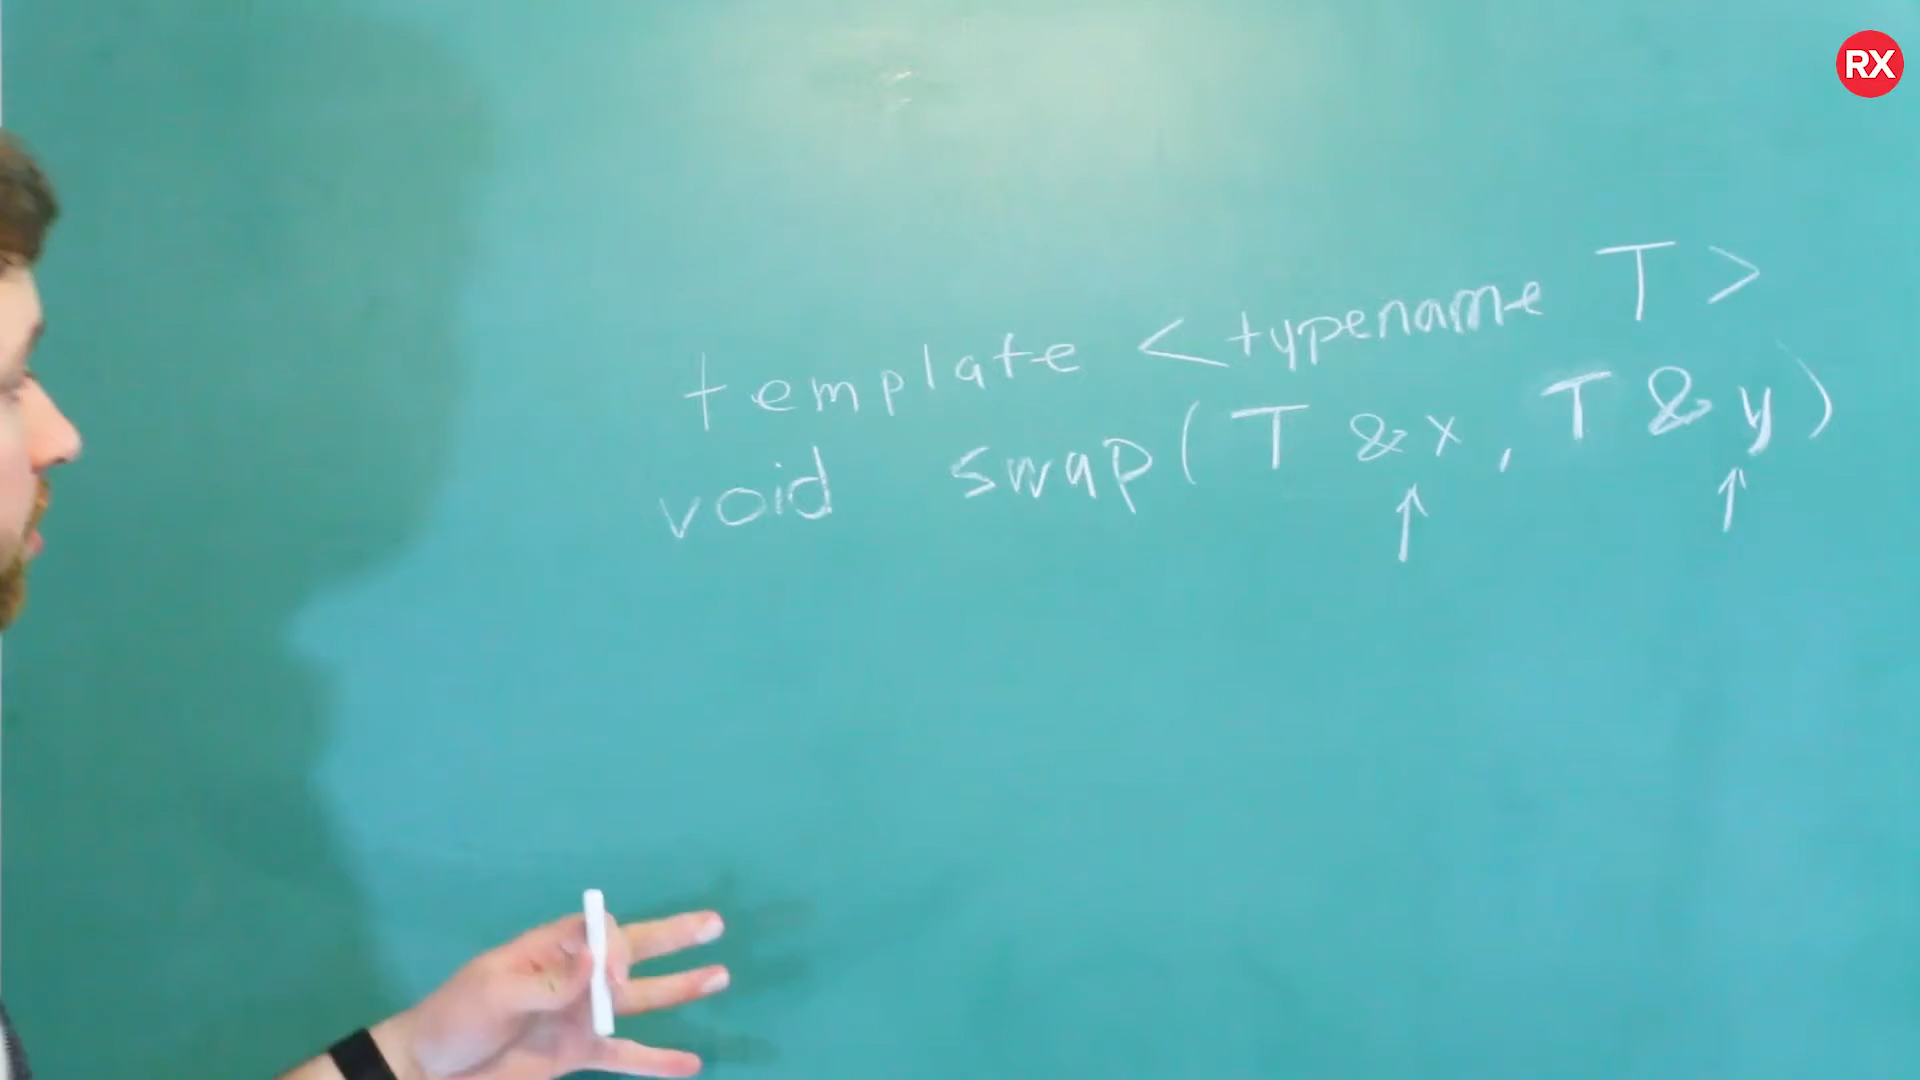 RX
template <typename T>
void swap(T &x, T &y)